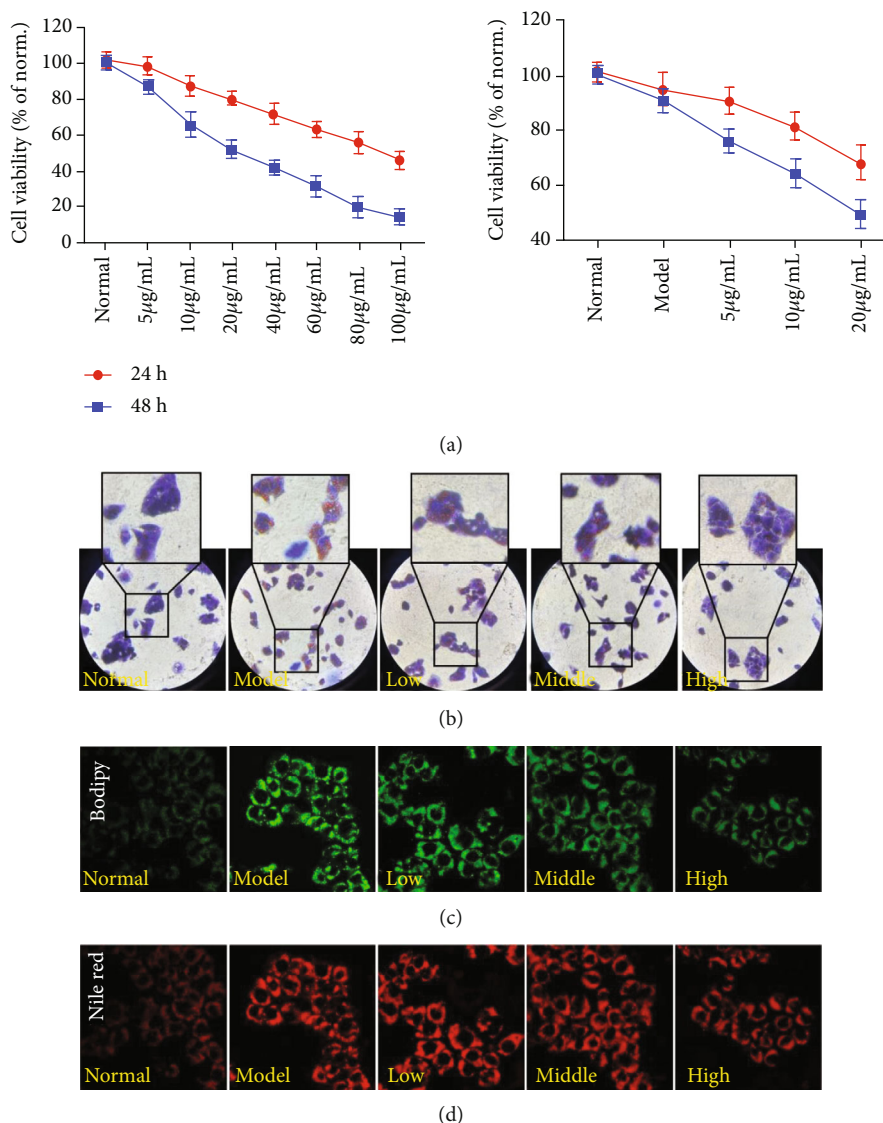 Cell viability (% of norm.)
120
100
80
60
40
20
0
Normal
5μg/mL
10μg/mL
20μg/mL
40μg/mL
60μg/mL
80μg/mL
100μg/mL
24 h
48 h
Cell viability (% of norm.)
120
100
80
60
40
Normal
Model
5μg/mL
10μg/mL
20μg/mL
(a)
Normal
Model
Low
Middle
High
(b)
Bodipy
Normal
Model
Low
Middle
High
(c)
Nile red
Normal
Model
Low
Middle
High
(d)